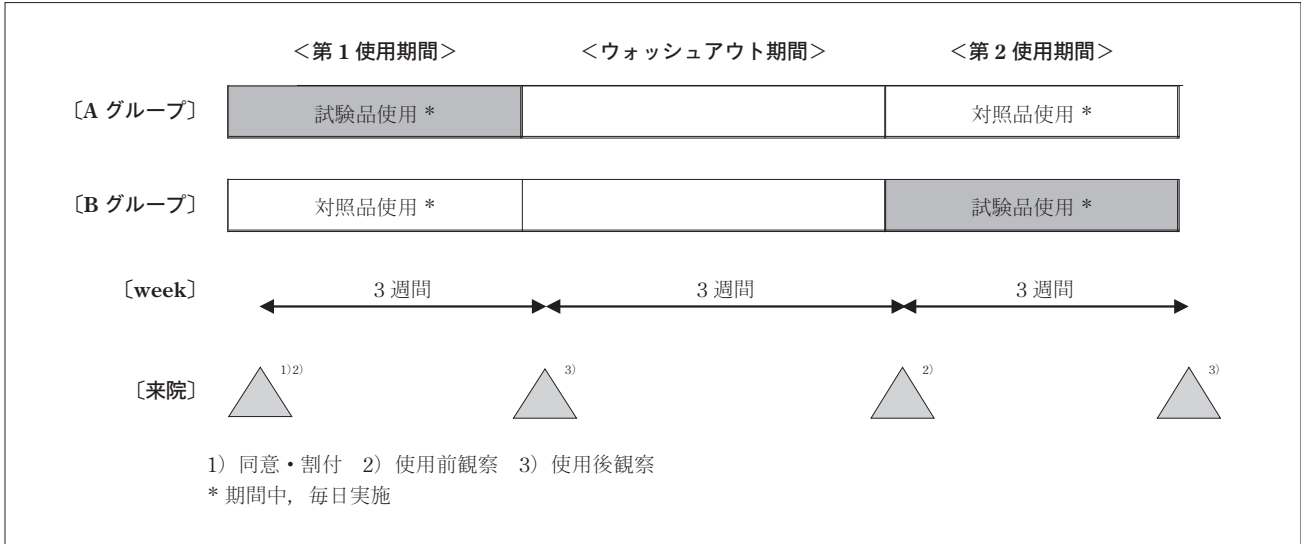 ＜第 1 使用期間＞ ＜ウォッシュアウト期間＞ ＜第 2 使用期間＞
〔A グループ〕 試験品使用 * 対照品使用 *
〔B グループ〕 対照品使用 * 試験品使用 *
〔week〕 3 週間 3 週間 3 週間
〔来院〕 1)2) 3) 2) 3)
1) 同意・割付 2) 使用前観察 3) 使用後観察
* 期間中，毎日実施